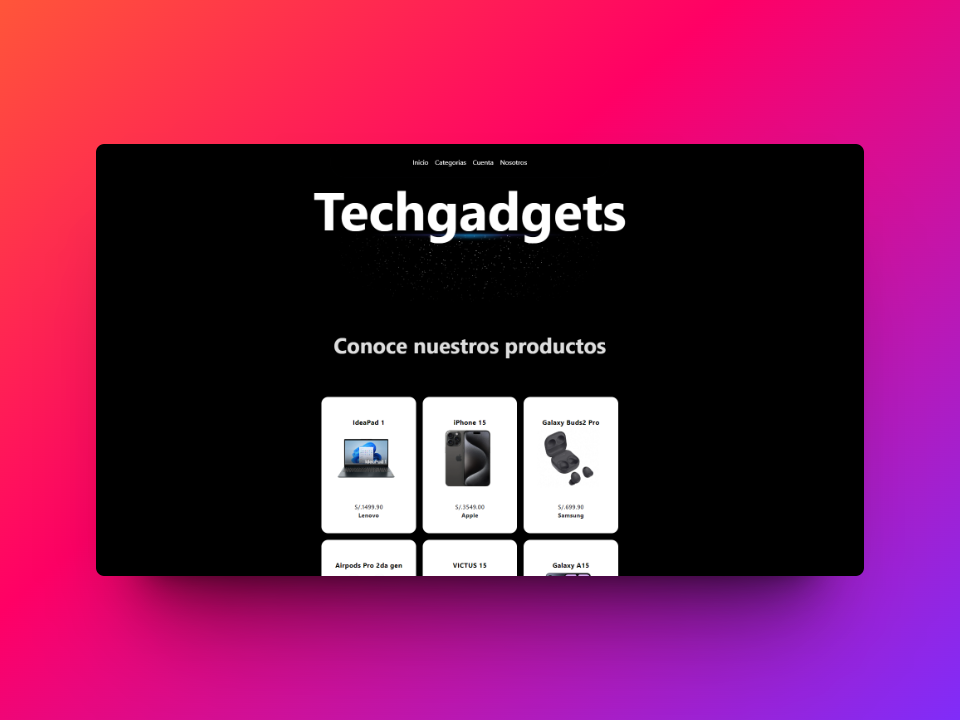 Inicio Categorías Cuenta Nosotros
Techgadgets
Conoce nuestros productos
IdeaPad 1
iPhone 15
Galaxy Buds2 Pro
S/.1499.90
Lenovo
S/.3549.00
Apple
S/.699.90
Samsung
Airpods Pro 2da gen
VICTUS 15
Galaxy A15